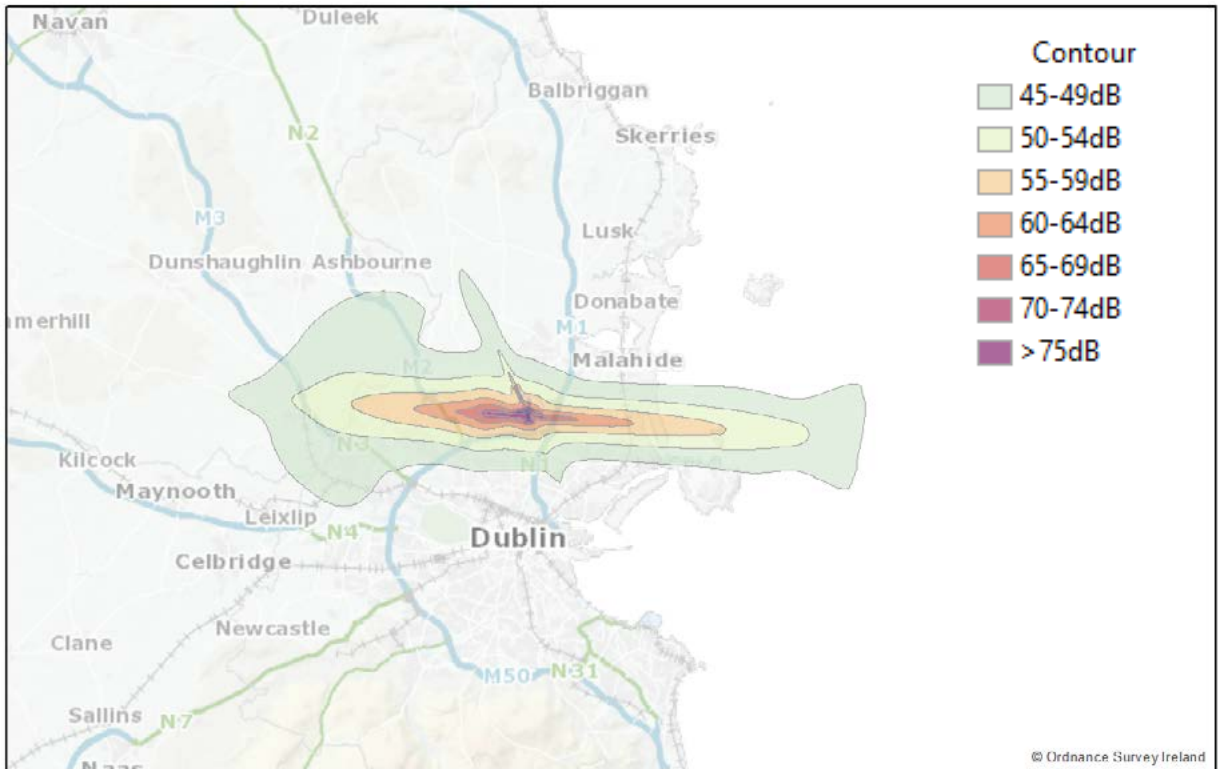 Navan
Duleek
Contour
45-49dB
Balbriggan
50-54dB
N2
Skerries
55-59dB
M3
60-64dB
Lusk
Dunshaughlin Ashbourne
65-69dB
Donabate
70-74dB
merhill
M1
>75dB
M2
Malahide
N3
Kilcock
N1
Maynooth
Leixlip
N4
Dublin
Celbridge
Newcastle
Clane
M50
N31
Sallins
N7
© Ordnance Survey Ireland
Naas